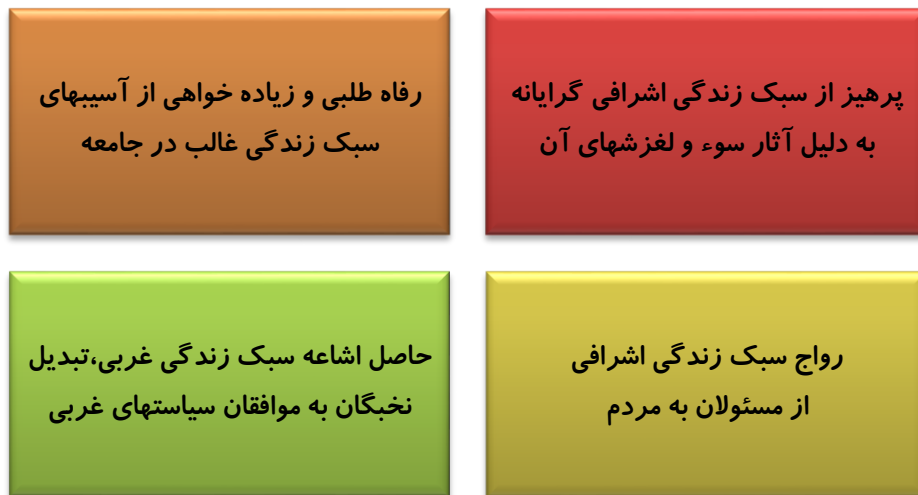 پرهیز از سبک زندگی اشرافی گرایانه
به دلیل آثار سوء و لغزشهای آن
رفاه طلبی و زیاده خواهی از آسیبهای
سبک زندگی غالب در جامعه
رواج سبک زندگی اشرافی
از مسئولان به مردم
حاصل اشاعه سبک زندگی غربی،تبدیل
نخبگان به موافقان سیاستهای غربی